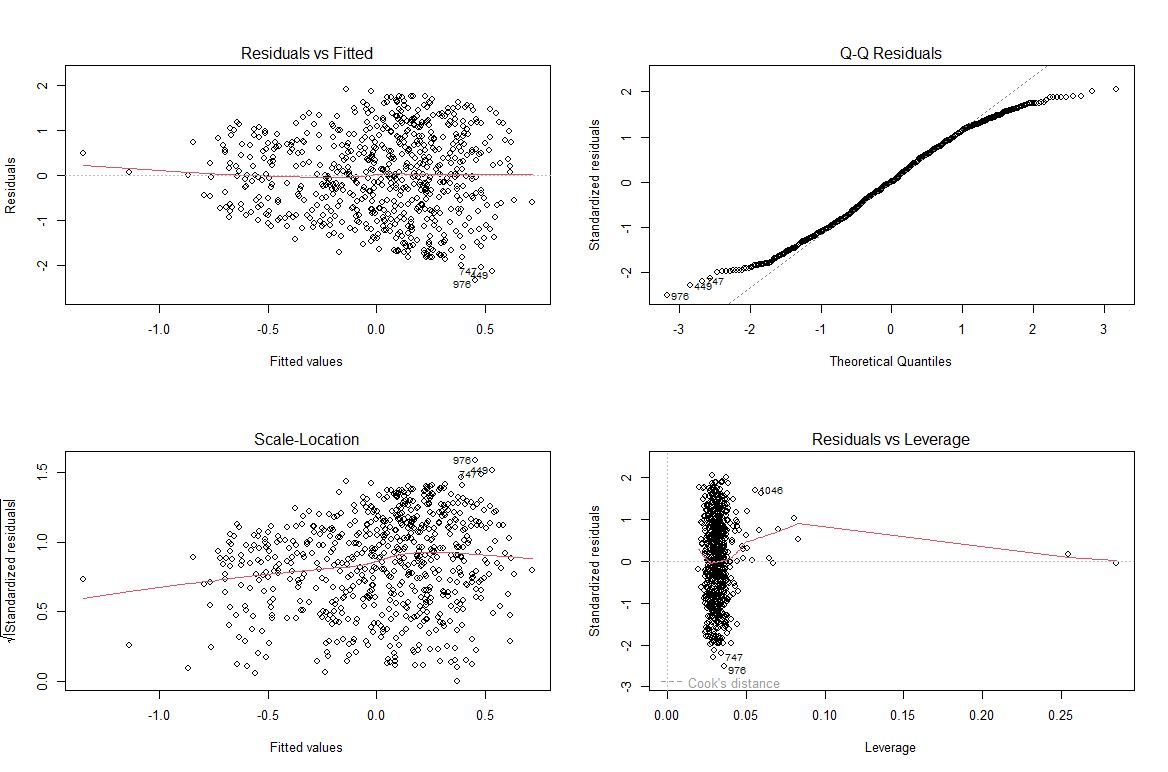 Residuals vs Fitted
Residuals
2
1
0
-1
-2
747
449
976
-1.0 -0.5 0.0 0.5
Fitted values
Q-Q Residuals
Standardized residuals
2
1
0
-1
-2
747
449
976
-3 -2 -1 0 1 2 3
Theoretical Quantiles
Scale-Location
√|Standardized residuals|
1.5
1.0
0.5
0.0
976
449
747
-1.0 -0.5 0.0 0.5
Fitted values
Residuals vs Leverage
Standardized residuals
2
1
0
-1
-2
-3
1046
747
976
Cook's distance
0.00 0.05 0.10 0.15 0.20 0.25
Leverage